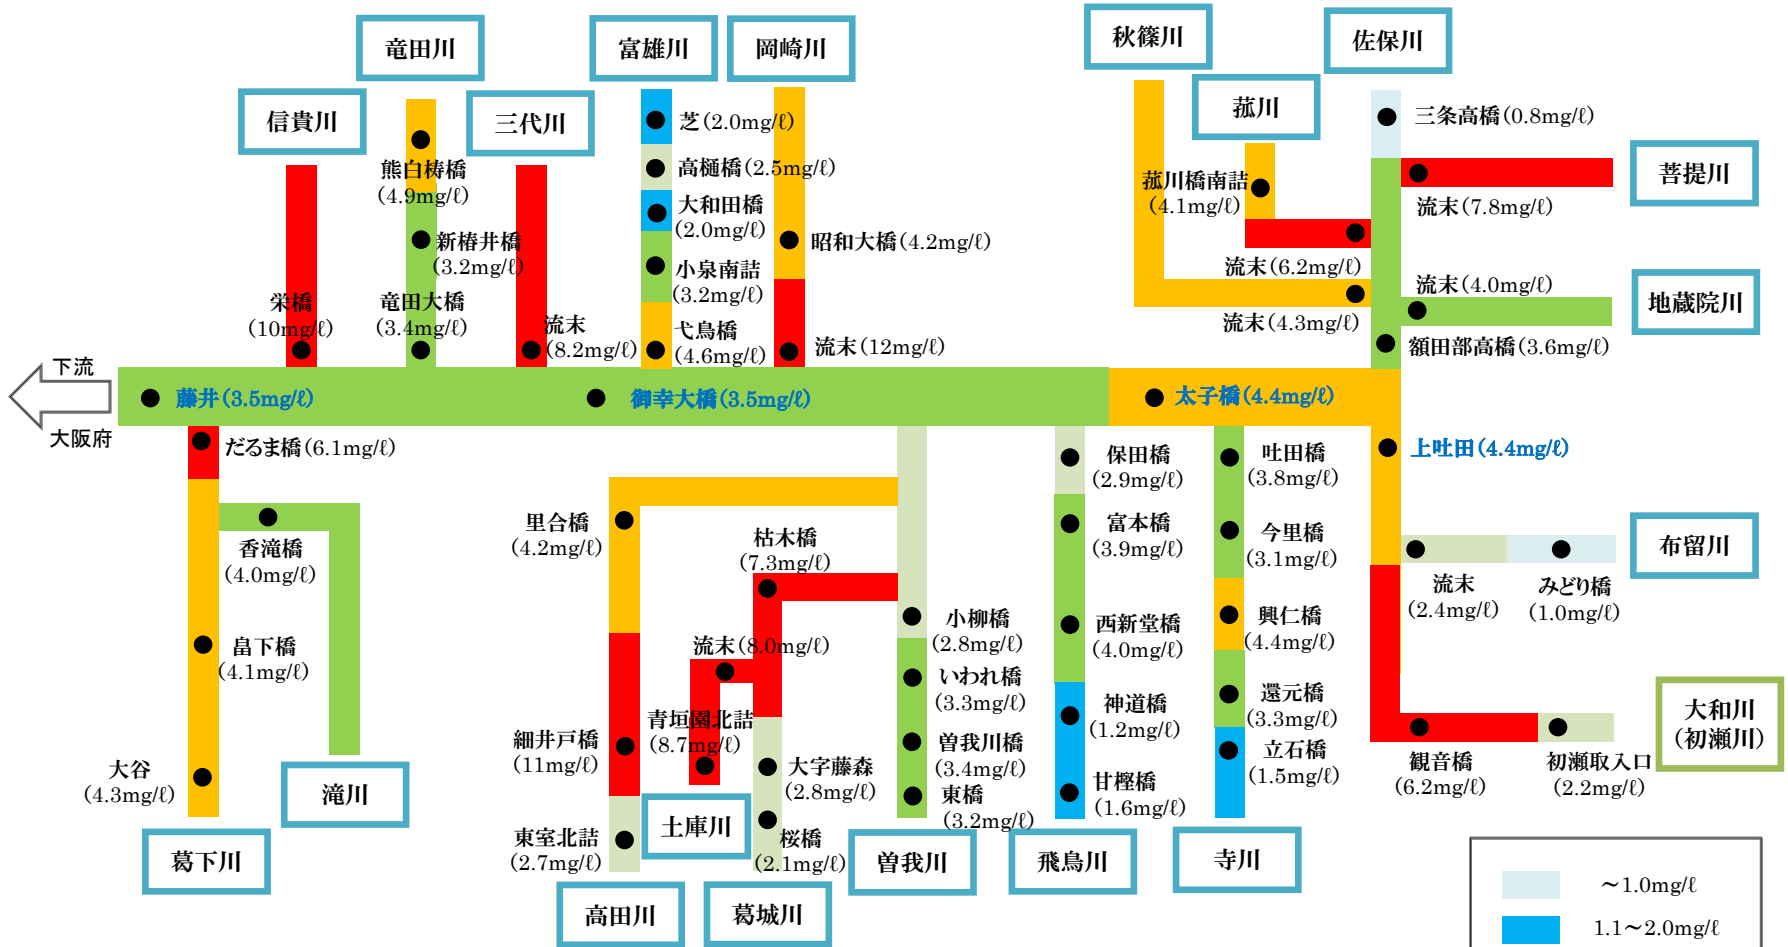 竜田川
富雄川
岡崎川
秋篠川
佐保川
信貴川
三代川
菰川
菩提川
地蔵院川
芝(2.0mg/ℓ)
高樋橋(2.5mg/ℓ)
大和田橋
(2.0mg/ℓ)
小泉南詰
(3.2mg/ℓ)
弋鳥橋
(4.6mg/ℓ)
熊白梼橋
(4.9mg/ℓ)
新椿井橋
(3.2mg/ℓ)
竜田大橋
(3.4mg/ℓ)
栄橋
(10mg/ℓ)
流末
(8.2mg/ℓ)
昭和大橋(4.2mg/ℓ)
流末(12mg/ℓ)
三条高橋(0.8mg/ℓ)
菰川橋南詰
(4.1mg/ℓ)
流末(7.8mg/ℓ)
流末(6.2mg/ℓ)
流末(4.0mg/ℓ)
流末(4.3mg/ℓ)
額田部高橋(3.6mg/ℓ)
下流
大阪府
藤井(3.5mg/ℓ)
御幸大橋(3.5mg/ℓ)
太子橋(4.4mg/ℓ)
上吐田(4.4mg/ℓ)
だるま橋(6.1mg/ℓ)
香滝橋
(4.0mg/ℓ)
畠下橋
(4.1mg/ℓ)
大谷
(4.3mg/ℓ)
滝川
葛下川
里合橋
(4.2mg/ℓ)
細井戸橋
(11mg/ℓ)
東室北詰
(2.7mg/ℓ)
高田川
枯木橋
(7.3mg/ℓ)
流末(8.0mg/ℓ)
青垣園北詰
(8.7mg/ℓ)
土庫川
大字藤森
(2.8mg/ℓ)
桜橋
(2.1mg/ℓ)
葛城川
小柳橋
(2.8mg/ℓ)
いわれ橋
(3.3mg/ℓ)
曽我川橋
(3.4mg/ℓ)
東橋
(3.2mg/ℓ)
曽我川
保田橋
(2.9mg/ℓ)
富本橋
(3.9mg/ℓ)
西新堂橋
(4.0mg/ℓ)
神道橋
(1.2mg/ℓ)
甘樫橋
(1.6mg/ℓ)
飛鳥川
吐田橋
(3.8mg/ℓ)
今里橋
(3.1mg/ℓ)
興仁橋
(4.4mg/ℓ)
還元橋
(3.3mg/ℓ)
立石橋
(1.5mg/ℓ)
寺川
布留川
流末
(2.4mg/ℓ)
みどり橋
(1.0mg/ℓ)
大和川
(初瀬川)
観音橋
(6.2mg/ℓ)
初瀬取入口
(2.2mg/ℓ)
～1.0mg/ℓ
1.1～2.0mg/ℓ